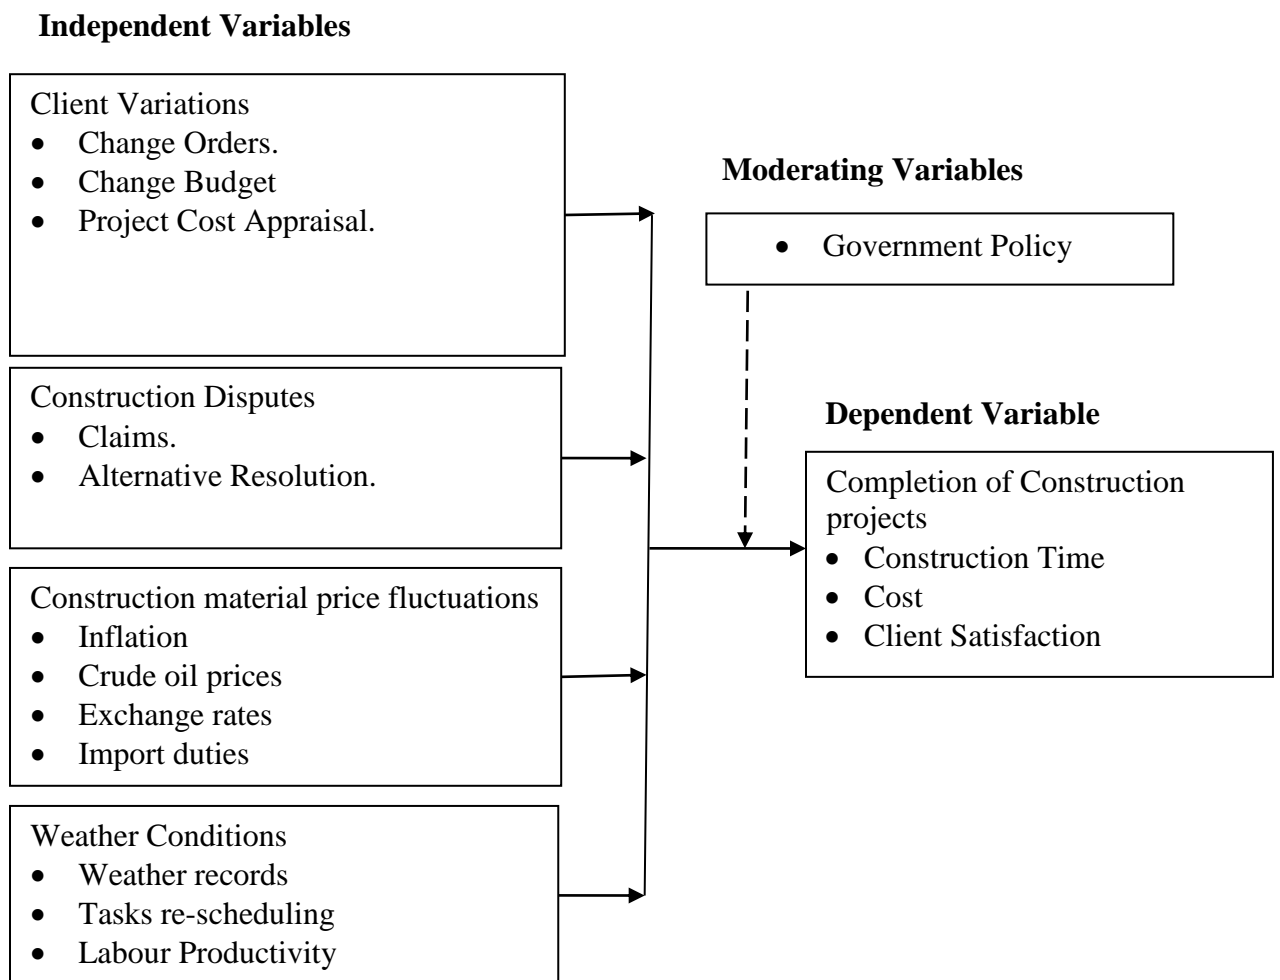 Independent Variables
Client Variations
• Change Orders.
• Change Budget
• Project Cost Appraisal.
Construction Disputes
• Claims.
• Alternative Resolution.
Construction material price fluctuations
• Inflation
• Crude oil prices
• Exchange rates
• Import duties
Weather Conditions
• Weather records
• Tasks re-scheduling
• Labour Productivity
Moderating Variables
• Government Policy
Dependent Variable
Completion of Construction
projects
• Construction Time
• Cost
• Client Satisfaction